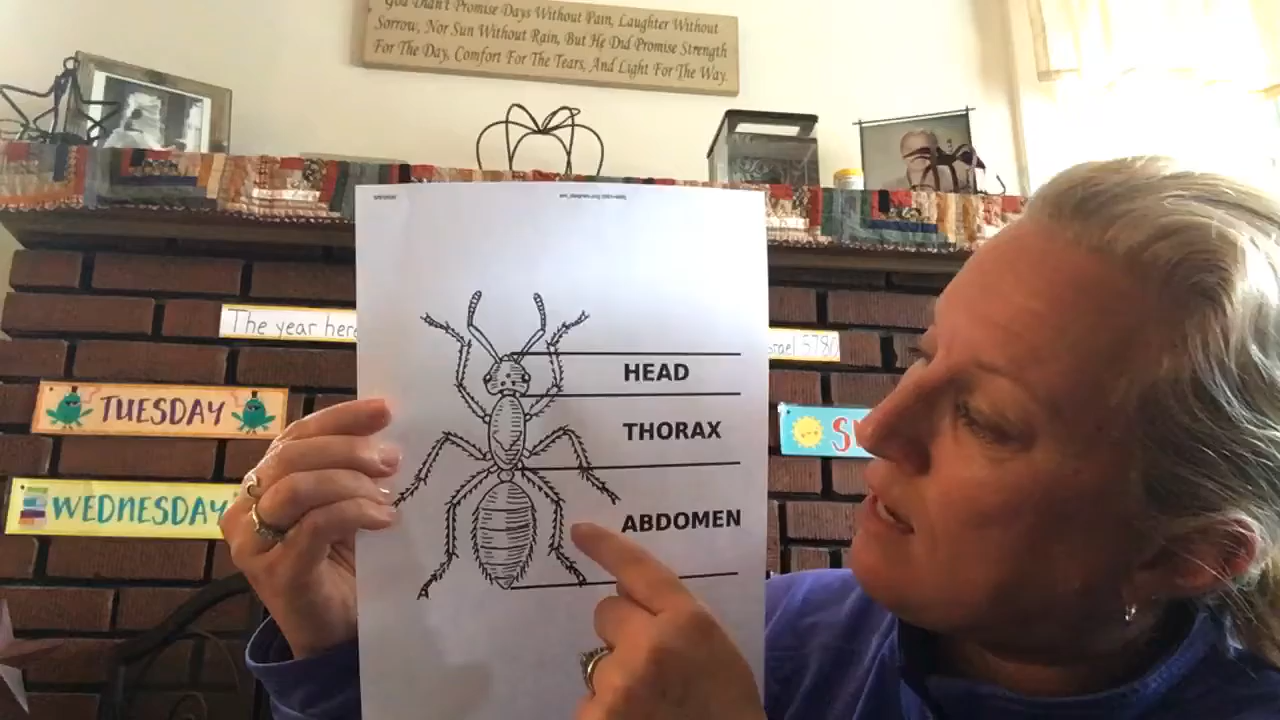 God Didn't Promise Days Without Pain, Laughter Without
Sorrow, Nor Sun Without Rain, But He Did Promise Strength
For The Day, Comfort For The Tears, And Light For The Way.
The year here
srael 5780
TUESDAY
WEDNESDAY
S
HEAD
THORAX
ABDOMEN